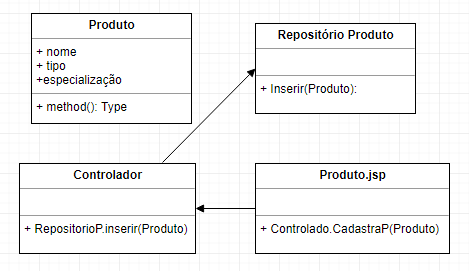 Produto
+ nome
+ tipo
+especialização
+ method(): Type
Repositório Produto
+ Inserir(Produto):
Controlador
+ RepositorioP.inserir(Produto)
Produto.jsp
+ Controlado.CadastraP(Produto)